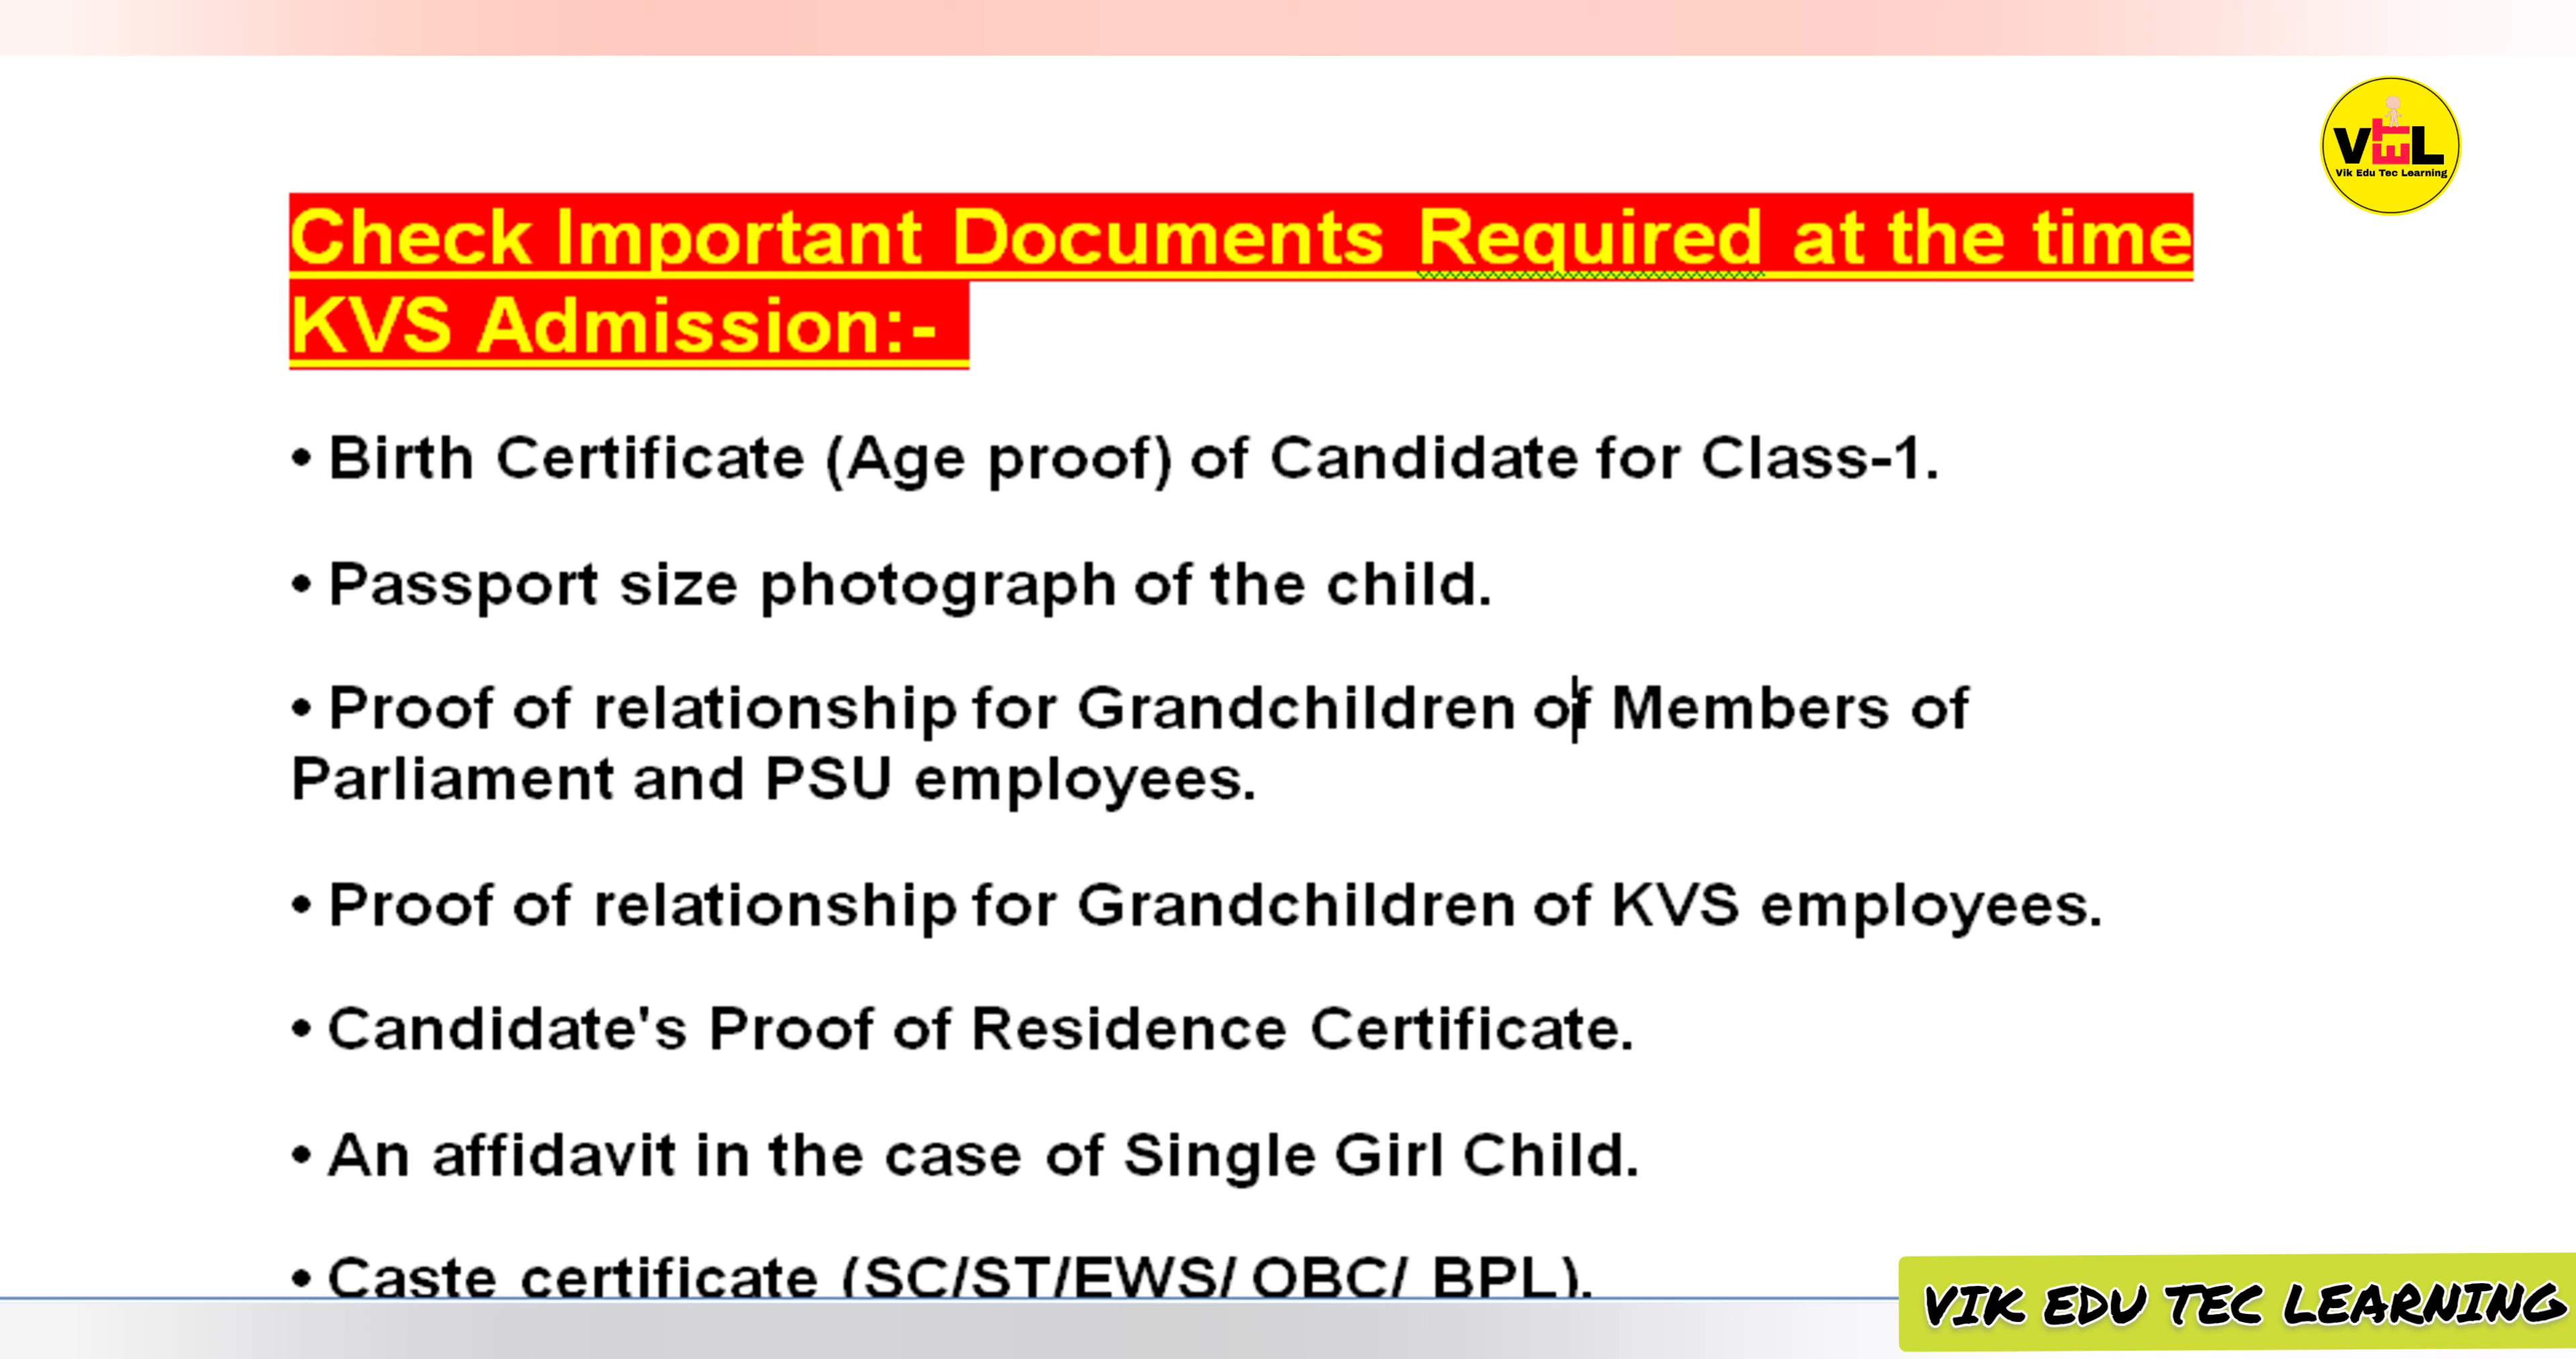 VETL
Vik Edu Tec Learning
Check Important Documents Required at the time
KVS Admission:-
• Birth Certificate (Age proof) of Candidate for Class-1.
• Passport size photograph of the child.
• Proof of relationship for Grandchildren of Members of
Parliament and PSU employees.
• Proof of relationship for Grandchildren of KVS employees.
• Candidate's Proof of Residence Certificate.
• An affidavit in the case of Single Girl Child.
• Caste certificate (SC/ST/EWS/ OBC/ BPL).
VIK EDU TEC LEARNING